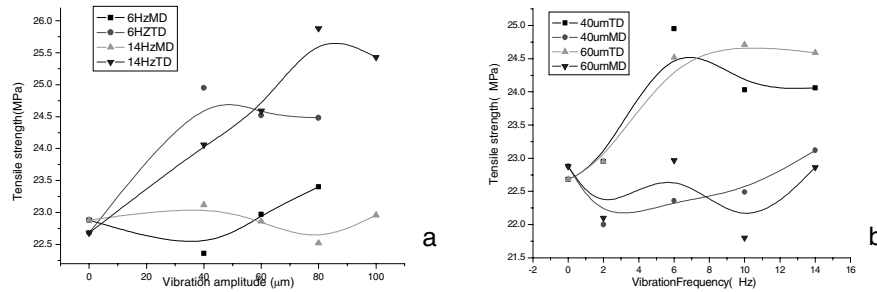 6HzMD
6HZTD
14HzMD
14HzTD
Tensile strength(MPa)
26.0
25.5
25.0
24.5
24.0
23.5
23.0
22.5
0
40
60
80
100
Vibration amplitude (μm)
a
40umTD
40umMD
60umTD
60umMD
Tensile strength( MPa)
25.0
24.5
24.0
23.5
23.0
22.5
22.0
21.5
-2
0
2
4
6
8
10
12
14
16
VibrationFrequency( Hz)
b